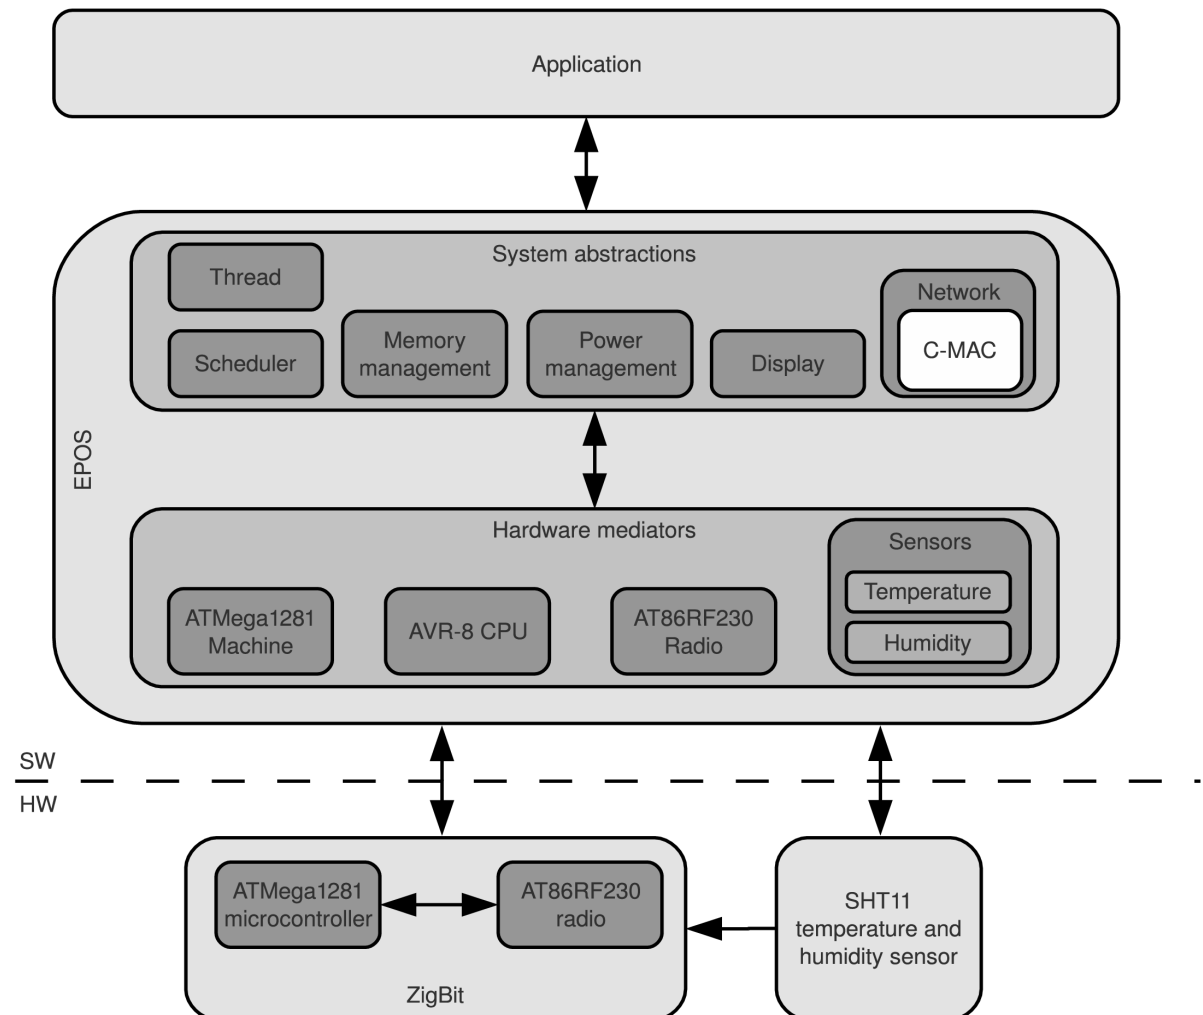 Application
System abstractions
Thread
Network
Memory
management
Power
management
C-MAC
Scheduler
Display
EPOS
Hardware mediators
Sensors
Temperature
ATMega1281
Machine
AVR-8 CPU
AT86RF230
Radio
Humidity
SW
HW
ATMega1281
microcontroller
AT86RF230
radio
SHT11
temperature and
humidity sensor
ZigBit